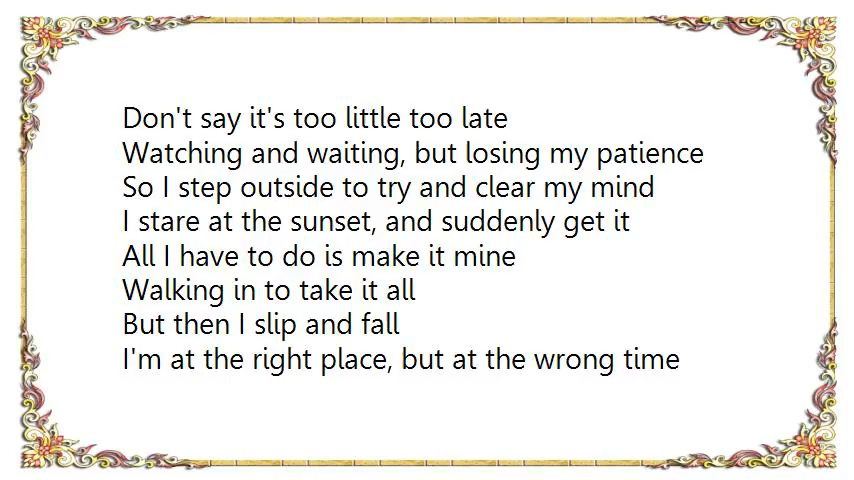 Don't say it's too little too late
Watching and waiting, but losing my patience
So I step outside to try and clear my mind
I stare at the sunset, and suddenly get it
All I have to do is make it mine
Walking in to take it all
But then I slip and fall
I'm at the right place, but at the wrong time